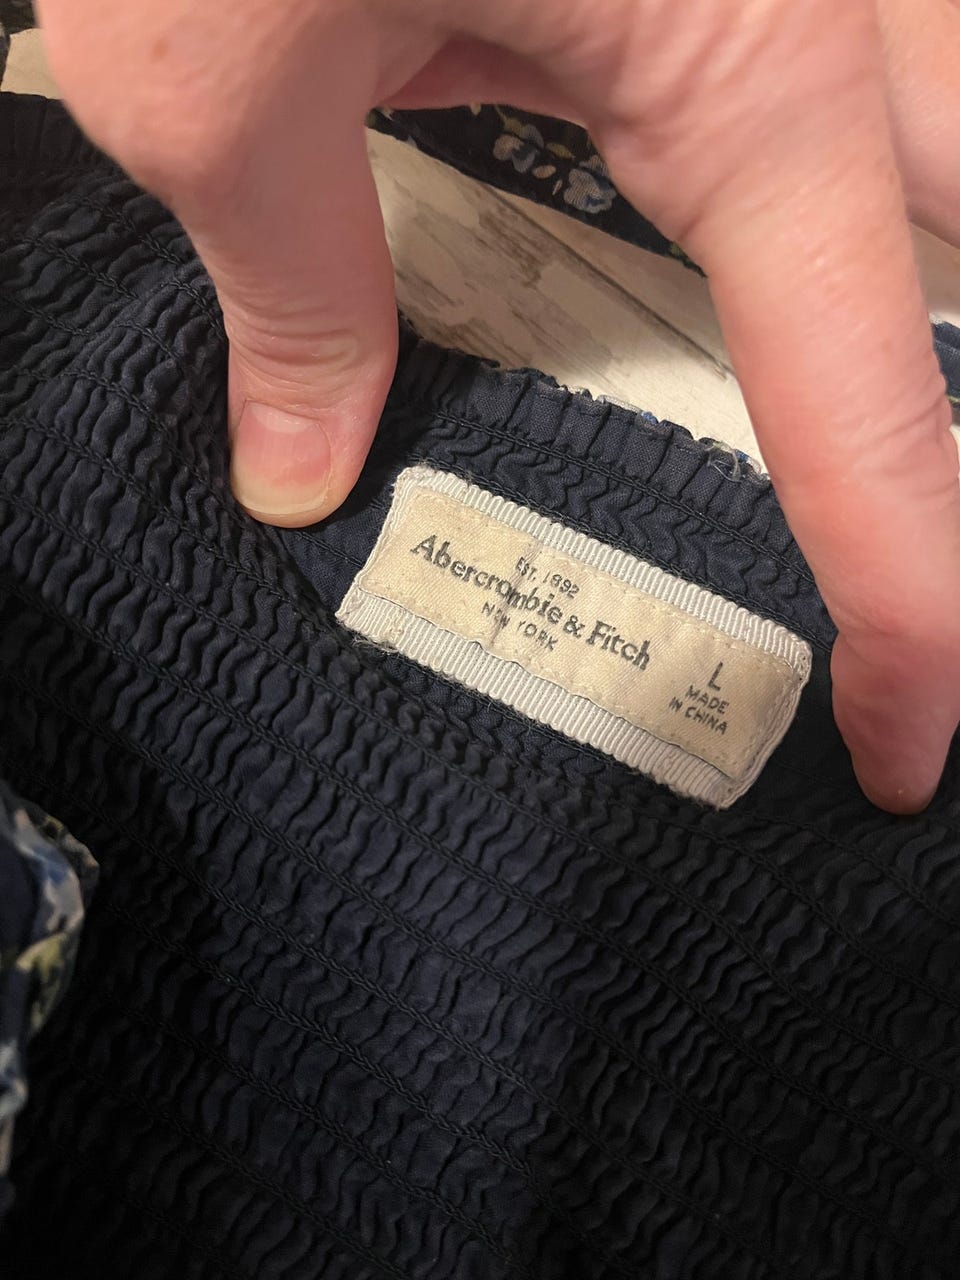 EST. 1892
Abercrombie & Fitch
NEW YORK
L
MADE
IN CHINA